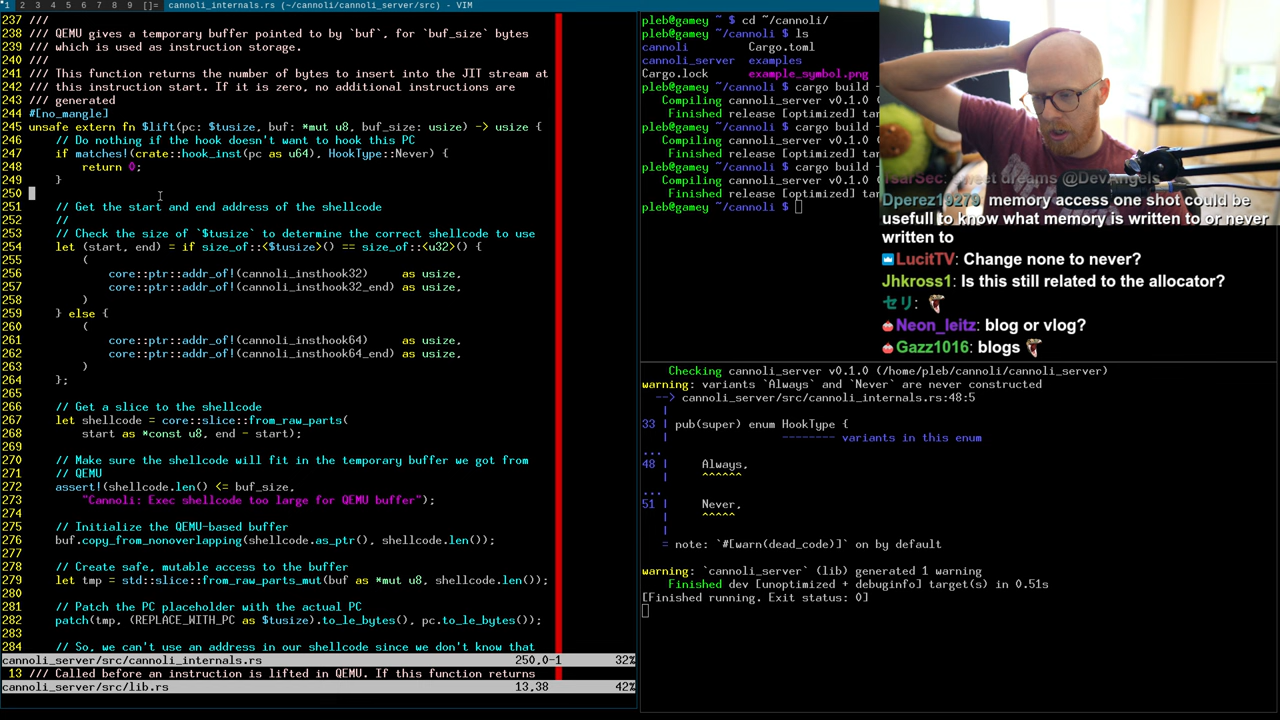 1 2 3 4 5 6 7 8 9 []= cannoli_internals.rs (~/cannoli/cannoli_server/src) - VIM
237 ///
238 /// QEMU gives a temporary buffer pointed to by `buf`, for `buf_size` bytes
239 /// which is used as instruction storage.
240 ///
241 /// This function returns the number of bytes to insert into the JIT stream at
242 /// this instruction start. If it is zero, no additional instructions are
243 /// generated
244 #[no_mangle]
245 unsafe extern fn $lift(pc: $tusize, buf: *mut u8, buf_size: usize) -> usize {
246     // Do nothing if the hook doesn't want to hook this PC
247     if matches!(crate::hook_inst(pc as u64), HookType::Never) {
248         return 0;
249     }
250
251     // Get the start and end address of the shellcode
252     //
253     // Check the size of `$tusize` to determine the correct shellcode to use
254     let (start, end) = if size_of::<$tusize>() == size_of::<u32>() {
255         (
256             core::ptr::addr_of!(cannoli_insthook32)     as usize,
257             core::ptr::addr_of!(cannoli_insthook32_end) as usize,
258         )
259     } else {
260         (
261             core::ptr::addr_of!(cannoli_insthook64)     as usize,
262             core::ptr::addr_of!(cannoli_insthook64_end) as usize,
263         )
264     };
265
266     // Get a slice to the shellcode
267     let shellcode = core::slice::from_raw_parts(
268         start as *const u8, end - start);
269
270     // Make sure the shellcode will fit in the temporary buffer we got from
271     // QEMU
272     assert!(shellcode.len() <= buf_size,
273         "Cannoli: Exec shellcode too large for QEMU buffer");
274
275     // Initialize the QEMU-based buffer
276     buf.copy_from_nonoverlapping(shellcode.as_ptr(), shellcode.len());
277
278     // Create safe, mutable access to the buffer
279     let tmp = std::slice::from_raw_parts_mut(buf as *mut u8, shellcode.len());
280
281     // Patch the PC placeholder with the actual PC
282     patch(tmp, (REPLACE_WITH_PC as $tusize).to_le_bytes(), pc.to_le_bytes());
283
284     // So, we can't use an address in our shellcode since we don't know that
cannoli_server/src/cannoli_internals.rs 250,0-1 32%
13 /// Called before an instruction is lifted in QEMU. If this function returns
cannoli_server/src/lib.rs 13,38 42%
pleb@gamey ~ $ cd ~/cannoli/
pleb@gamey ~/cannoli $ ls
cannoli Cargo.toml
cannoli_server examples
Cargo.lock example_symbol.png
pleb@gamey ~/cannoli $ cargo build -
Compiling cannoli_server v0.1.0 (
Finished release [optimized] tar
pleb@gamey ~/cannoli $ cargo build -
Compiling cannoli_server v0.1.0 (
Finished release [optimized] tar
pleb@gamey ~/cannoli $ cargo build -
Compiling cannoli_server v0.1.0 (
Finished release [optimized] tar
pleb@gamey ~/cannoli $
sweet dreams @DevAngels
Dperez19279: memory access one shot could be
usefull to know what memory is written to or never
written to
LucitTV: Change none to never?
Jhkross1: Is this still related to the allocator?
セリ:
Neon_leitz: blog or vlog?
Gazz1016: blogs
Checking cannoli_server v0.1.0 (/home/pleb/cannoli/cannoli_server)
warning: variants `Always` and `Never` are never constructed
--> cannoli_server/src/cannoli_internals.rs:48:5
|
33 | pub(super) enum HookType {
| -------- variants in this enum
...
48 | Always,
| ^^^^^^
...
51 | Never,
| ^^^^^
|
= note: `#[warn(dead_code)]` on by default
warning: `cannoli_server` (lib) generated 1 warning
Finished dev [unoptimized + debuginfo] target(s) in 0.51s
[Finished running. Exit status: 0]